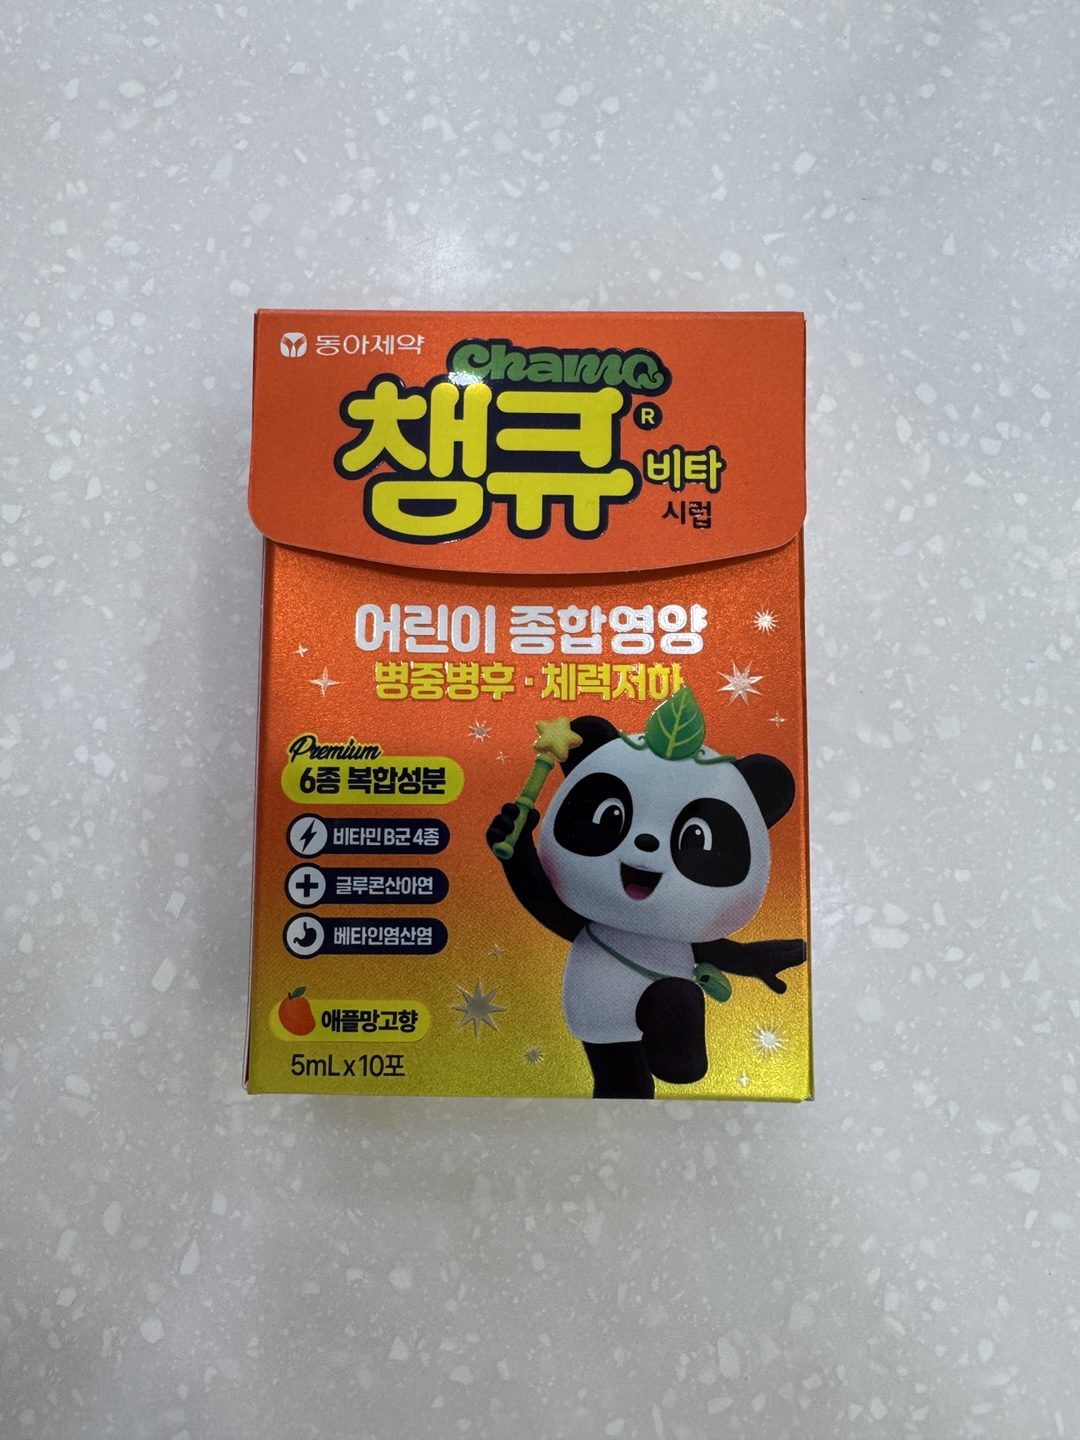 동아제약
Chamq
챔큐
R
비타
시럽
어린이 종합영양
병중병후 · 체력저하
Premium
6종 복합성분
비타민 B군 4종
글루콘산아연
베타인염산염
애플망고향
5mL x 10포